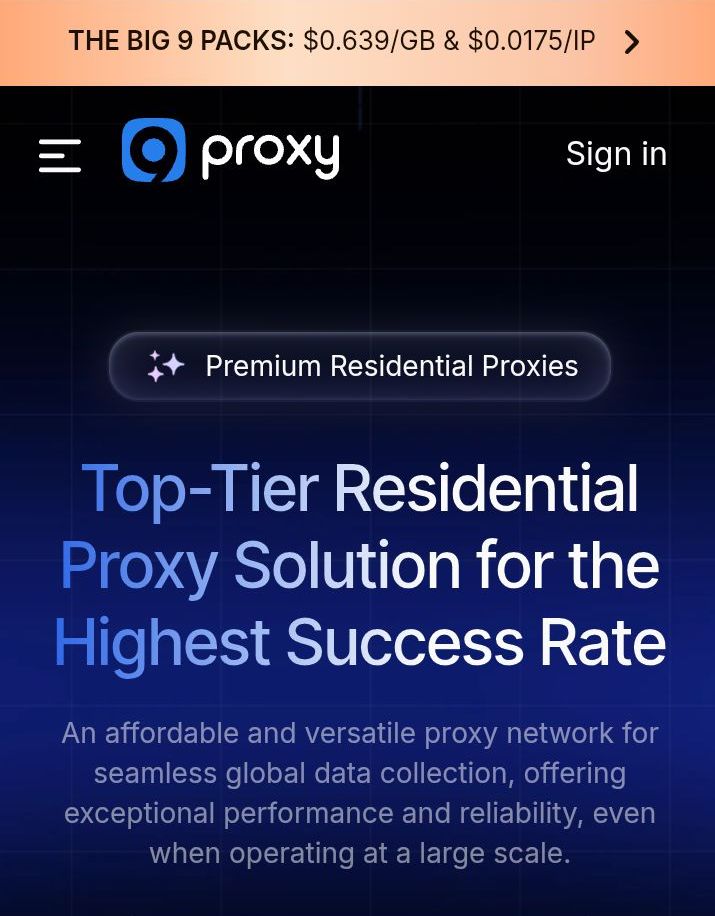 THE BIG 9 PACKS: $0.639/GB & $0.0175/IP
9 proxy
Sign in
Premium Residential Proxies
Top-Tier Residential
Proxy Solution for the
Highest Success Rate
An affordable and versatile proxy network for
seamless global data collection, offering
exceptional performance and reliability, even
when operating at a large scale.